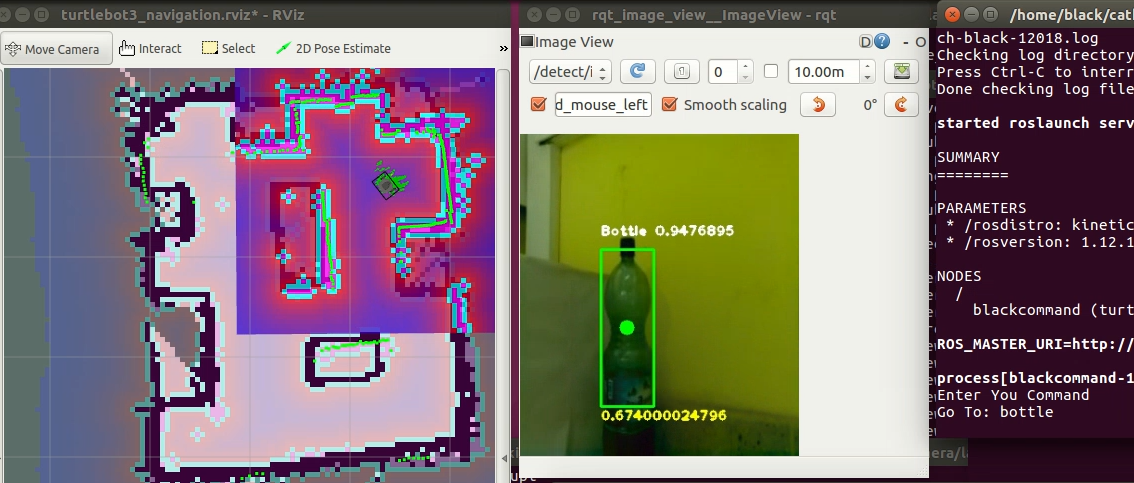 turtlebot3_navigation.rviz* - RViz
Move Camera
Interact
Select
2D Pose Estimate
»
rqt_image_view__ImageView - rqt
Image View
D
- O
/detect/i
0
10.00m
d_mouse_left
Smooth scaling
0°
Bottle 0.9476895
0.674000024796
/home/black/cat
ch-black-12018.log
Checking log directory
Press Ctrl-C to interr
Done checking log file
started roslaunch serv
SUMMARY
========
PARAMETERS
* /rosdistro: kinetic
* /rosversion: 1.12.1
NODES
/
blackcommand (turt
ROS_MASTER_URI=http://
process[blackcommand-1
Enter You Command
Go To: bottle
upt